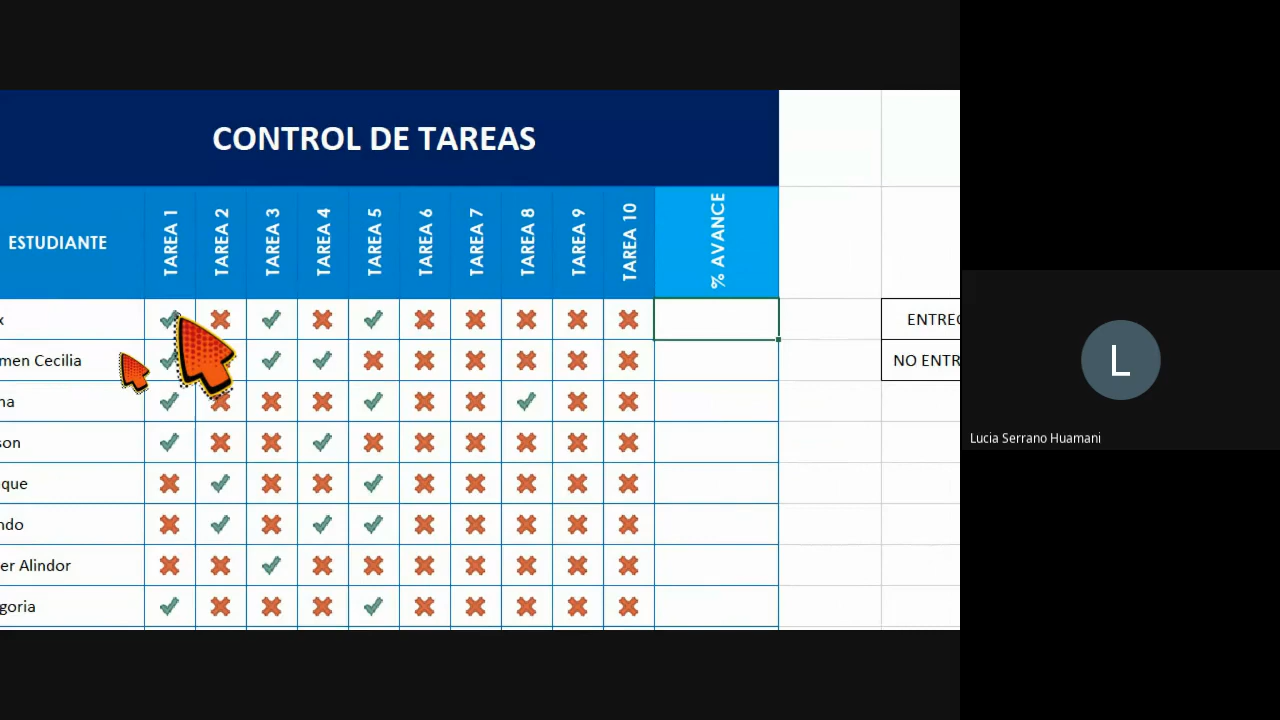 CONTROL DE TAREAS
ESTUDIANTE
TAREA 1
TAREA 2
TAREA 3
TAREA 4
TAREA 5
TAREA 6
TAREA 7
TAREA 8
TAREA 9
TAREA 10
% AVANCE
x
ENTREG
men Cecilia
NO ENTR
na
son
que
ndo
er Alindor
goria
L
Lucia Serrano Huamani